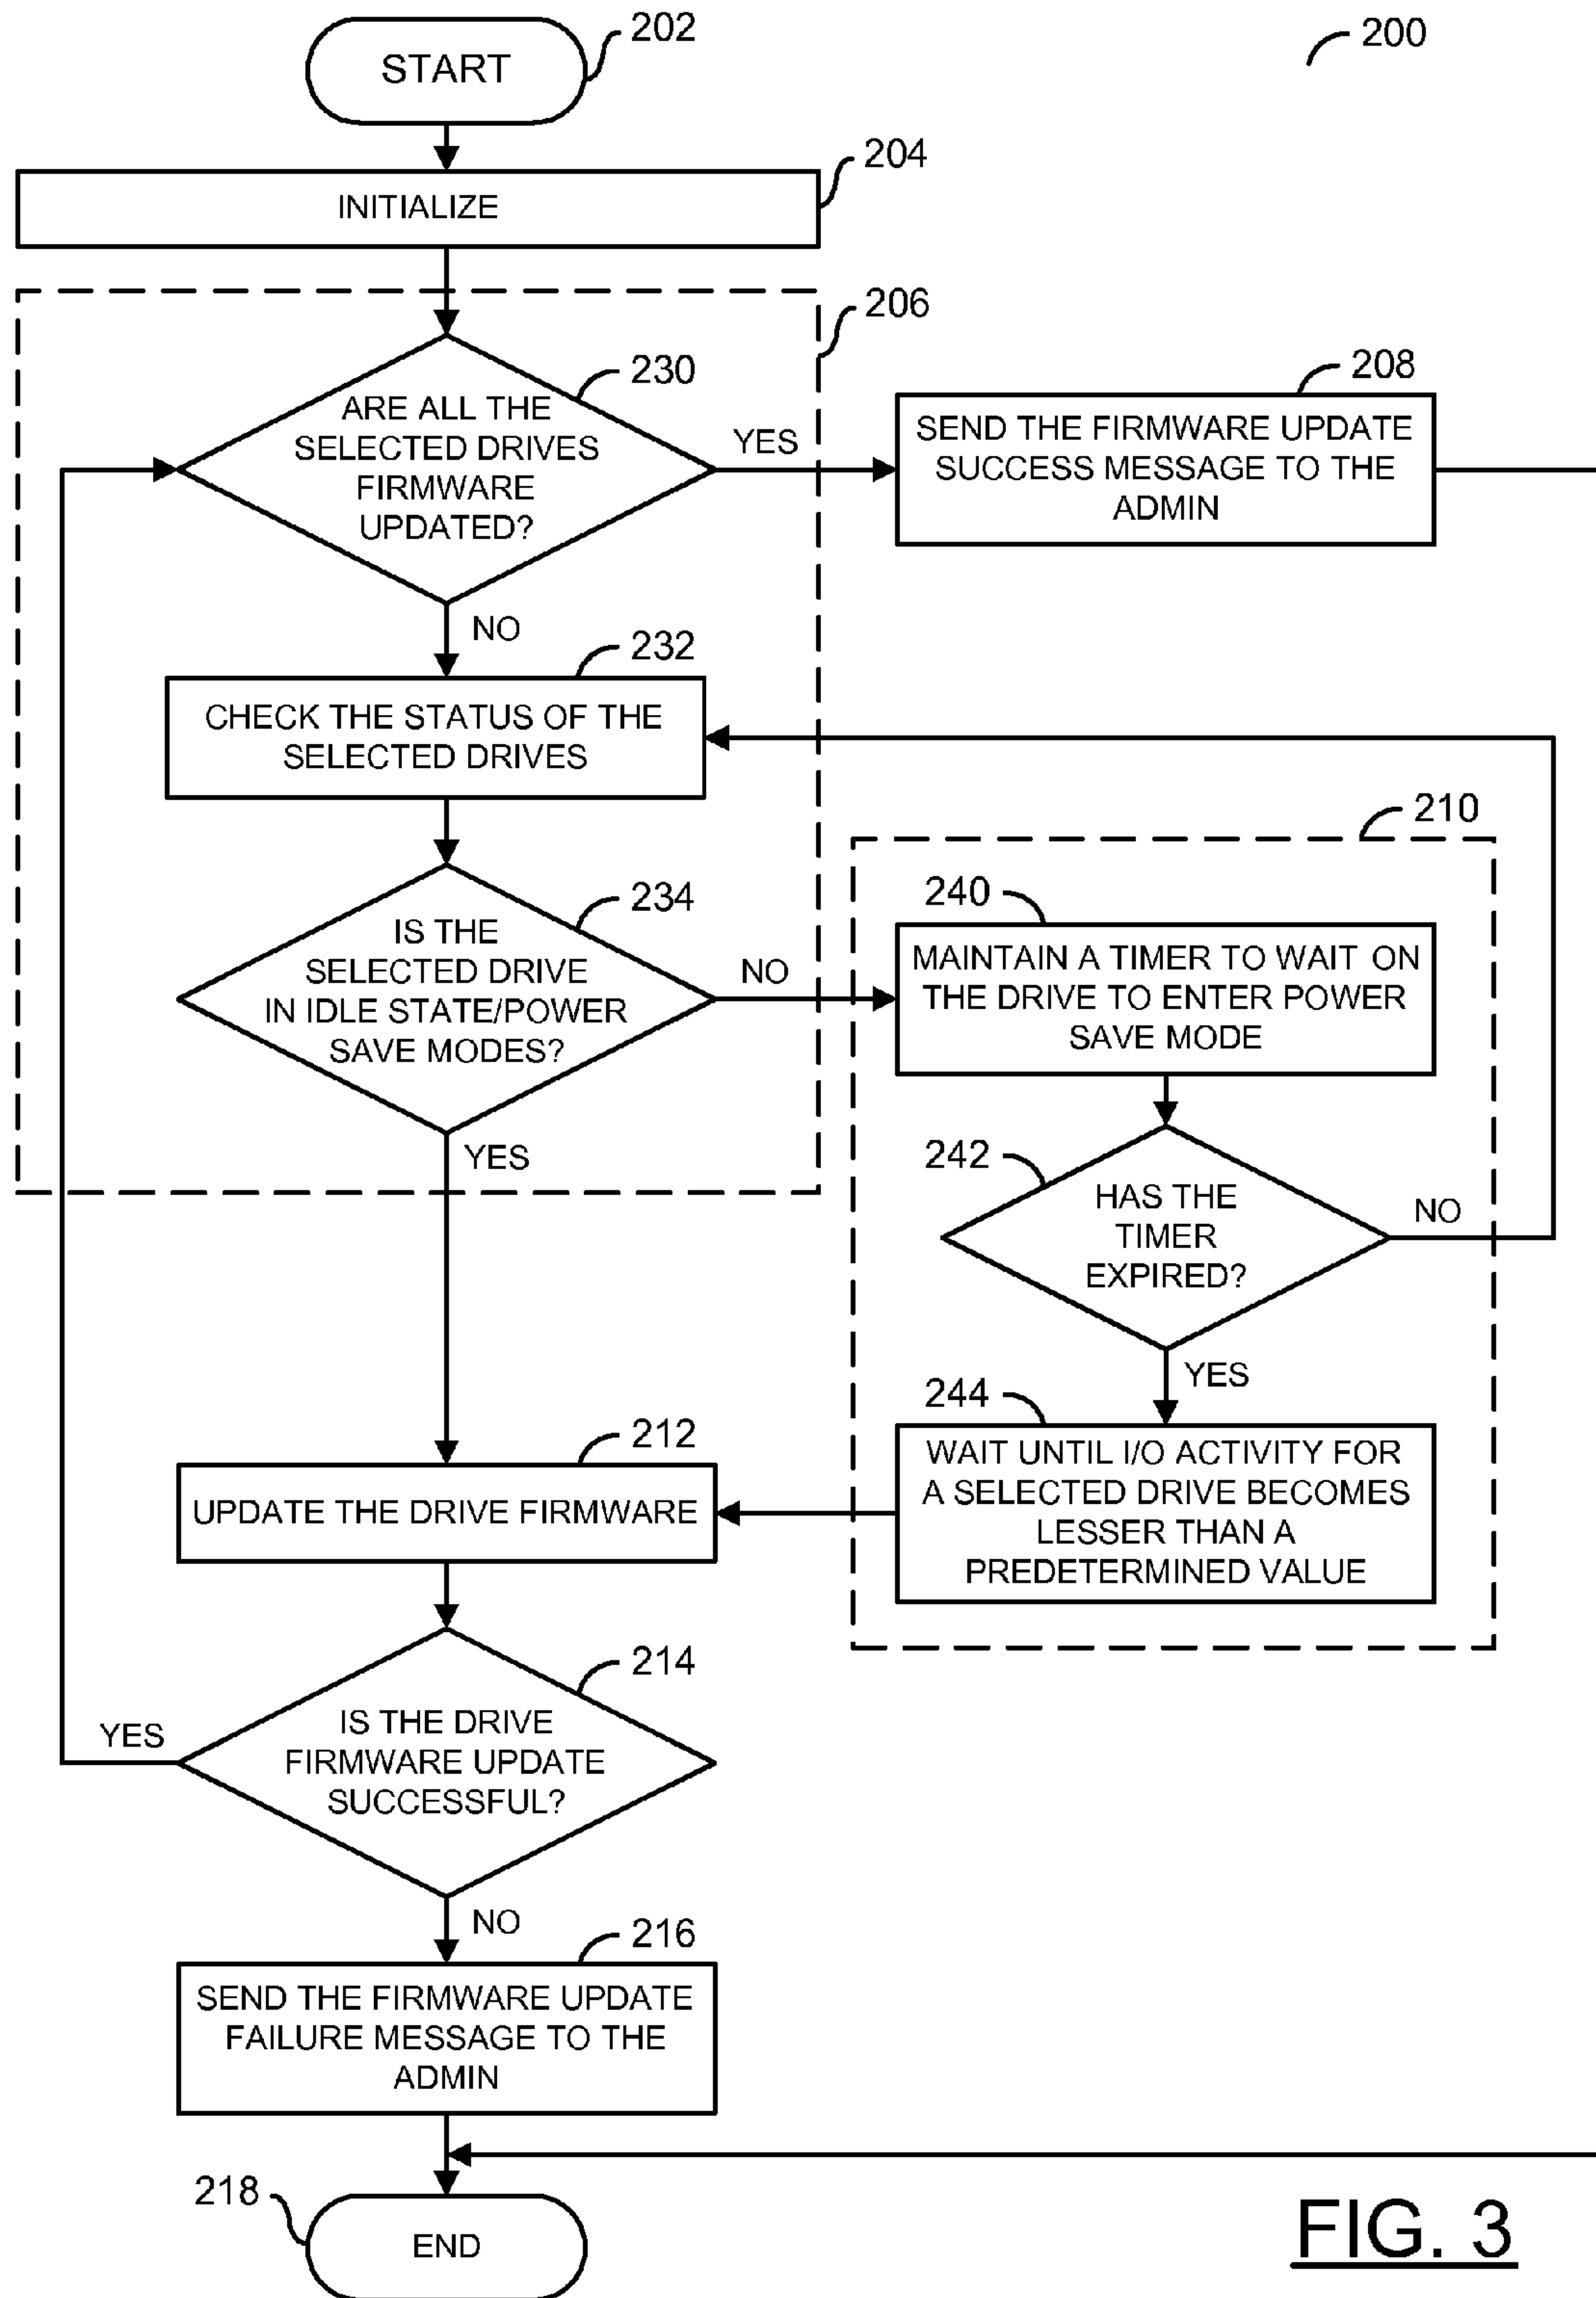 202
START
200
204
INITIALIZE
206
230
ARE ALL THE
SELECTED DRIVES
FIRMWARE
UPDATED?
YES
208
SEND THE FIRMWARE UPDATE
SUCCESS MESSAGE TO THE
ADMIN
NO
232
CHECK THE STATUS OF THE
SELECTED DRIVES
234
IS THE
SELECTED DRIVE
IN IDLE STATE/POWER
SAVE MODES?
NO
YES
210
240
MAINTAIN A TIMER TO WAIT ON
THE DRIVE TO ENTER POWER
SAVE MODE
242
HAS THE
TIMER
EXPIRED?
NO
YES
244
WAIT UNTIL I/O ACTIVITY FOR
A SELECTED DRIVE BECOMES
LESSER THAN A
PREDETERMINED VALUE
212
UPDATE THE DRIVE FIRMWARE
214
IS THE DRIVE
FIRMWARE UPDATE
SUCCESSFUL?
YES
NO
216
SEND THE FIRMWARE UPDATE
FAILURE MESSAGE TO THE
ADMIN
218
END
FIG. 3